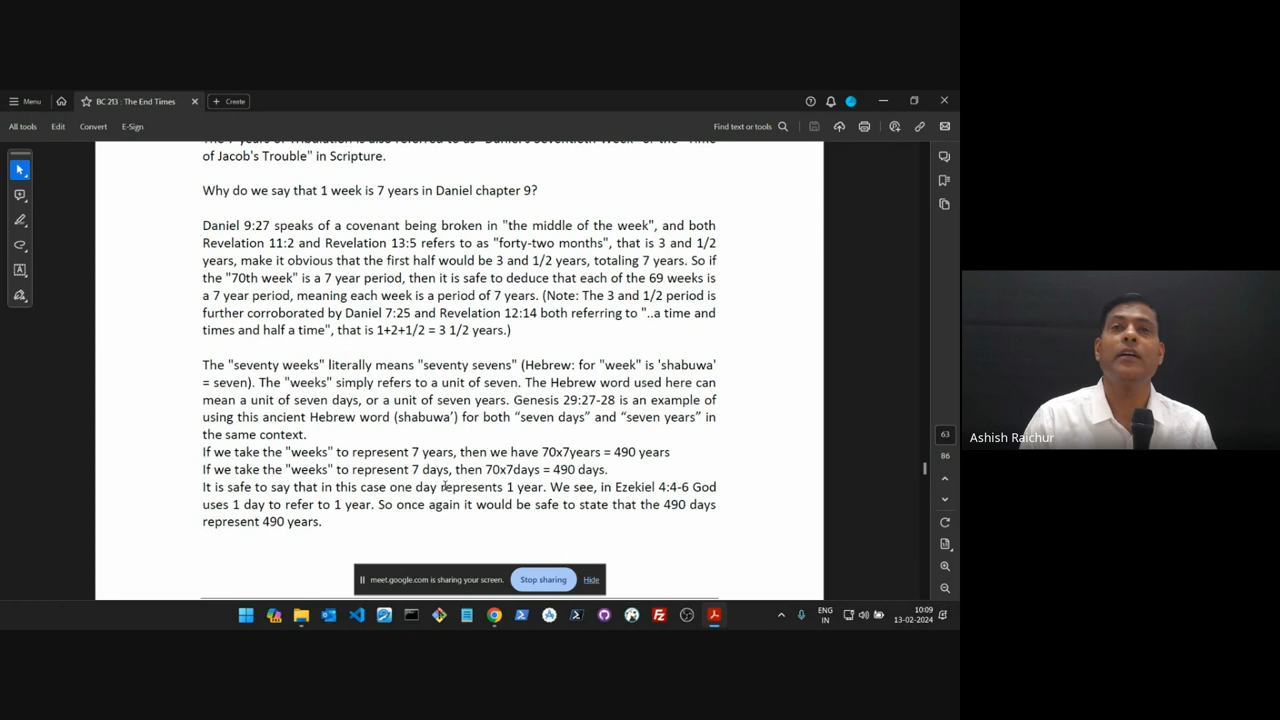 Menu
BC 213 : The End Times
Create
All tools
Edit
Convert
E-Sign
Find text or tools
The 7 years of Tribulation is also referred to as "Daniel's Seventieth Week" or the "Time
of Jacob's Trouble" in Scripture.
Why do we say that 1 week is 7 years in Daniel chapter 9?
Daniel 9:27 speaks of a covenant being broken in "the middle of the week", and both
Revelation 11:2 and Revelation 13:5 refers to as "forty-two months", that is 3 and 1/2
years, make it obvious that the first half would be 3 and 1/2 years, totaling 7 years. So if
the "70th week" is a 7 year period, then it is safe to deduce that each of the 69 weeks is
a 7 year period, meaning each week is a period of 7 years. (Note: The 3 and 1/2 period is
further corroborated by Daniel 7:25 and Revelation 12:14 both referring to "..a time and
times and half a time", that is 1+2+1/2 = 3 1/2 years.)
The "seventy weeks" literally means "seventy sevens" (Hebrew: for "week" is 'shabuwa'
= seven). The "weeks" simply refers to a unit of seven. The Hebrew word used here can
mean a unit of seven days, or a unit of seven years. Genesis 29:27-28 is an example of
using this ancient Hebrew word (shabuwa’) for both “seven days” and “seven years” in
the same context.
If we take the "weeks" to represent 7 years, then we have 70x7years = 490 years
If we take the "weeks" to represent 7 days, then 70x7days = 490 days.
It is safe to say that in this case one day represents 1 year. We see, in Ezekiel 4:4-6 God
uses 1 day to refer to 1 year. So once again it would be safe to state that the 490 days
represent 490 years.
63
86
meet.google.com is sharing your screen.
Stop sharing
Hide
ENG
IN
10:09
13-02-2024
Ashish Raichur